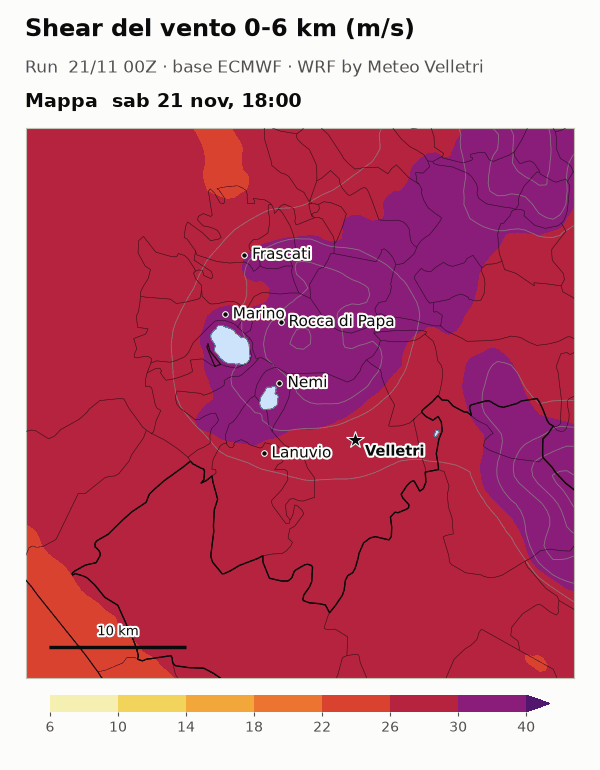 Shear del vento 0-6 km (m/s)
Run  21/11 00Z · base ECMWF · WRF by Meteo Velletri
Mappa  sab 21 nov, 18:00
Frascati
Marino
Rocca di Papa
Nemi
Lanuvio
Velletri
10 km
6 10 14 18 22 26 30 40